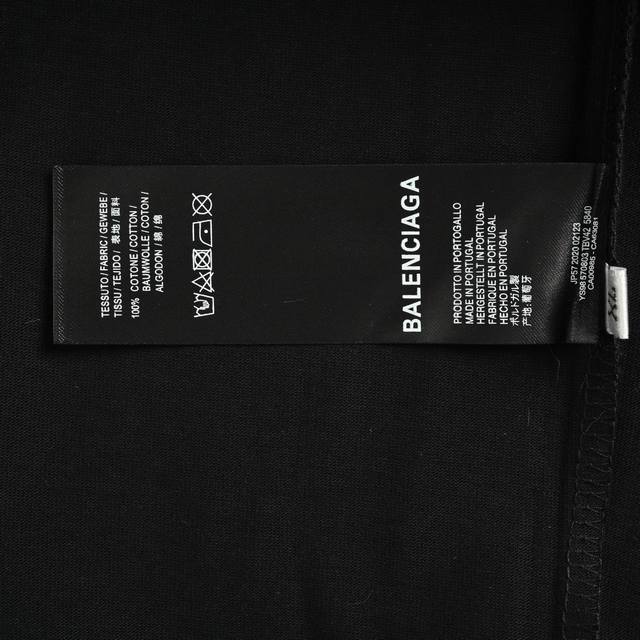 TESSUTO / FABRIC / GEWEBE /
TISSU / TEJIDO / 表地 / 面料
100% COTONE / COTTON /
BAUMWOLLE / COTON /
ALGODON / 綿 / 绵
BALENCIAGA
PRODOTTO IN PORTOGALLO
MADE IN PORTUGAL
HERGESTELLT IN PORTUGAL
FABRIQUE EN PORTUGAL
HECHO EN PORTUGAL
ポルトガル製
产地:葡萄牙